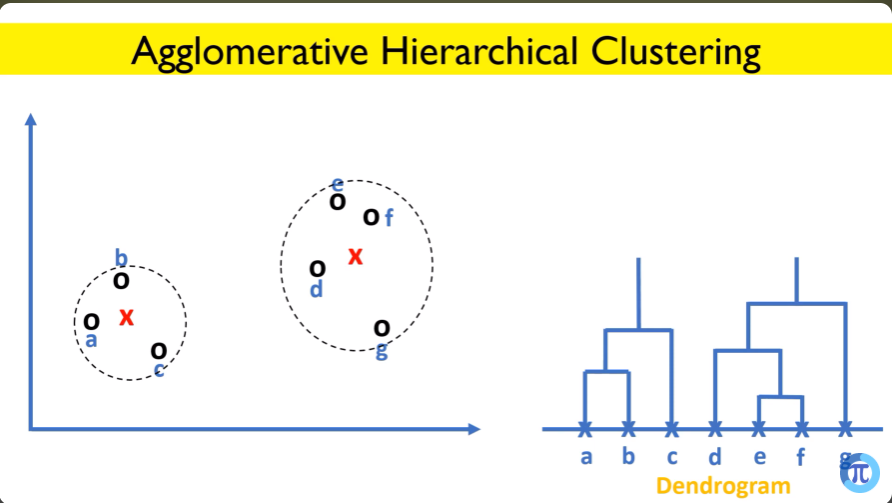 Agglomerative Hierarchical Clustering
e
o
o f
b
x
o
o
d
o x
a
o
g
o
c
x x x x x x x
a b c d e f g
Dendrogram
π